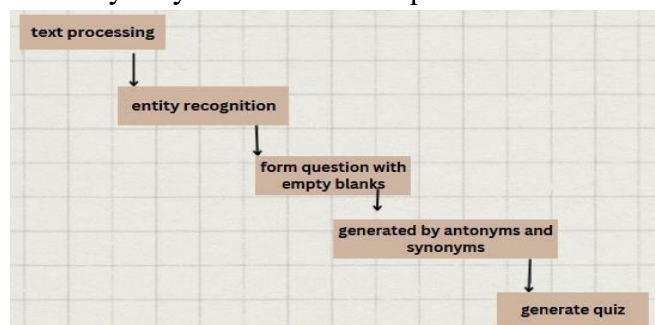 text processing
entity recognition
form question with
empty blanks
generated by antonyms and
synonyms
generate quiz